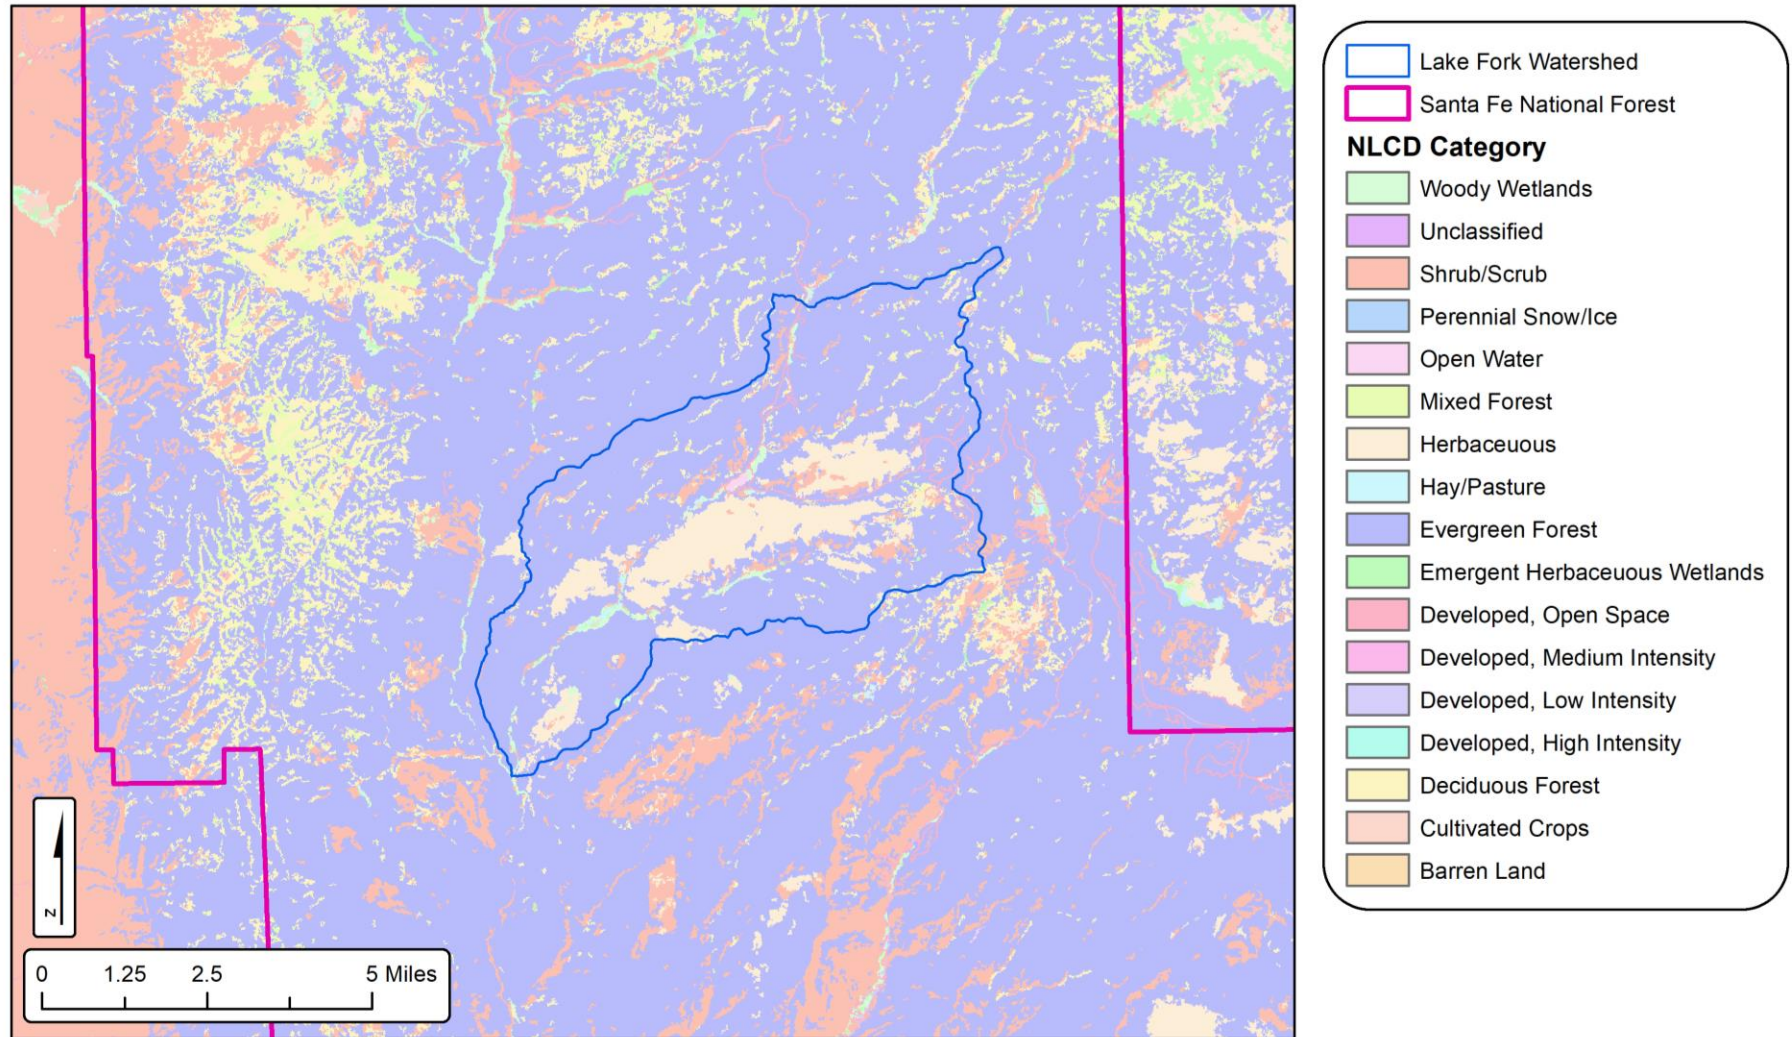 Lake Fork Watershed
Santa Fe National Forest
NLCD Category
Woody Wetlands
Unclassified
Shrub/Scrub
Perennial Snow/Ice
Open Water
Mixed Forest
Herbaceuous
Hay/Pasture
Evergreen Forest
Emergent Herbaceuous Wetlands
Developed, Open Space
Developed, Medium Intensity
Developed, Low Intensity
Developed, High Intensity
Deciduous Forest
Cultivated Crops
Barren Land
N
0 1.25 2.5 5 Miles